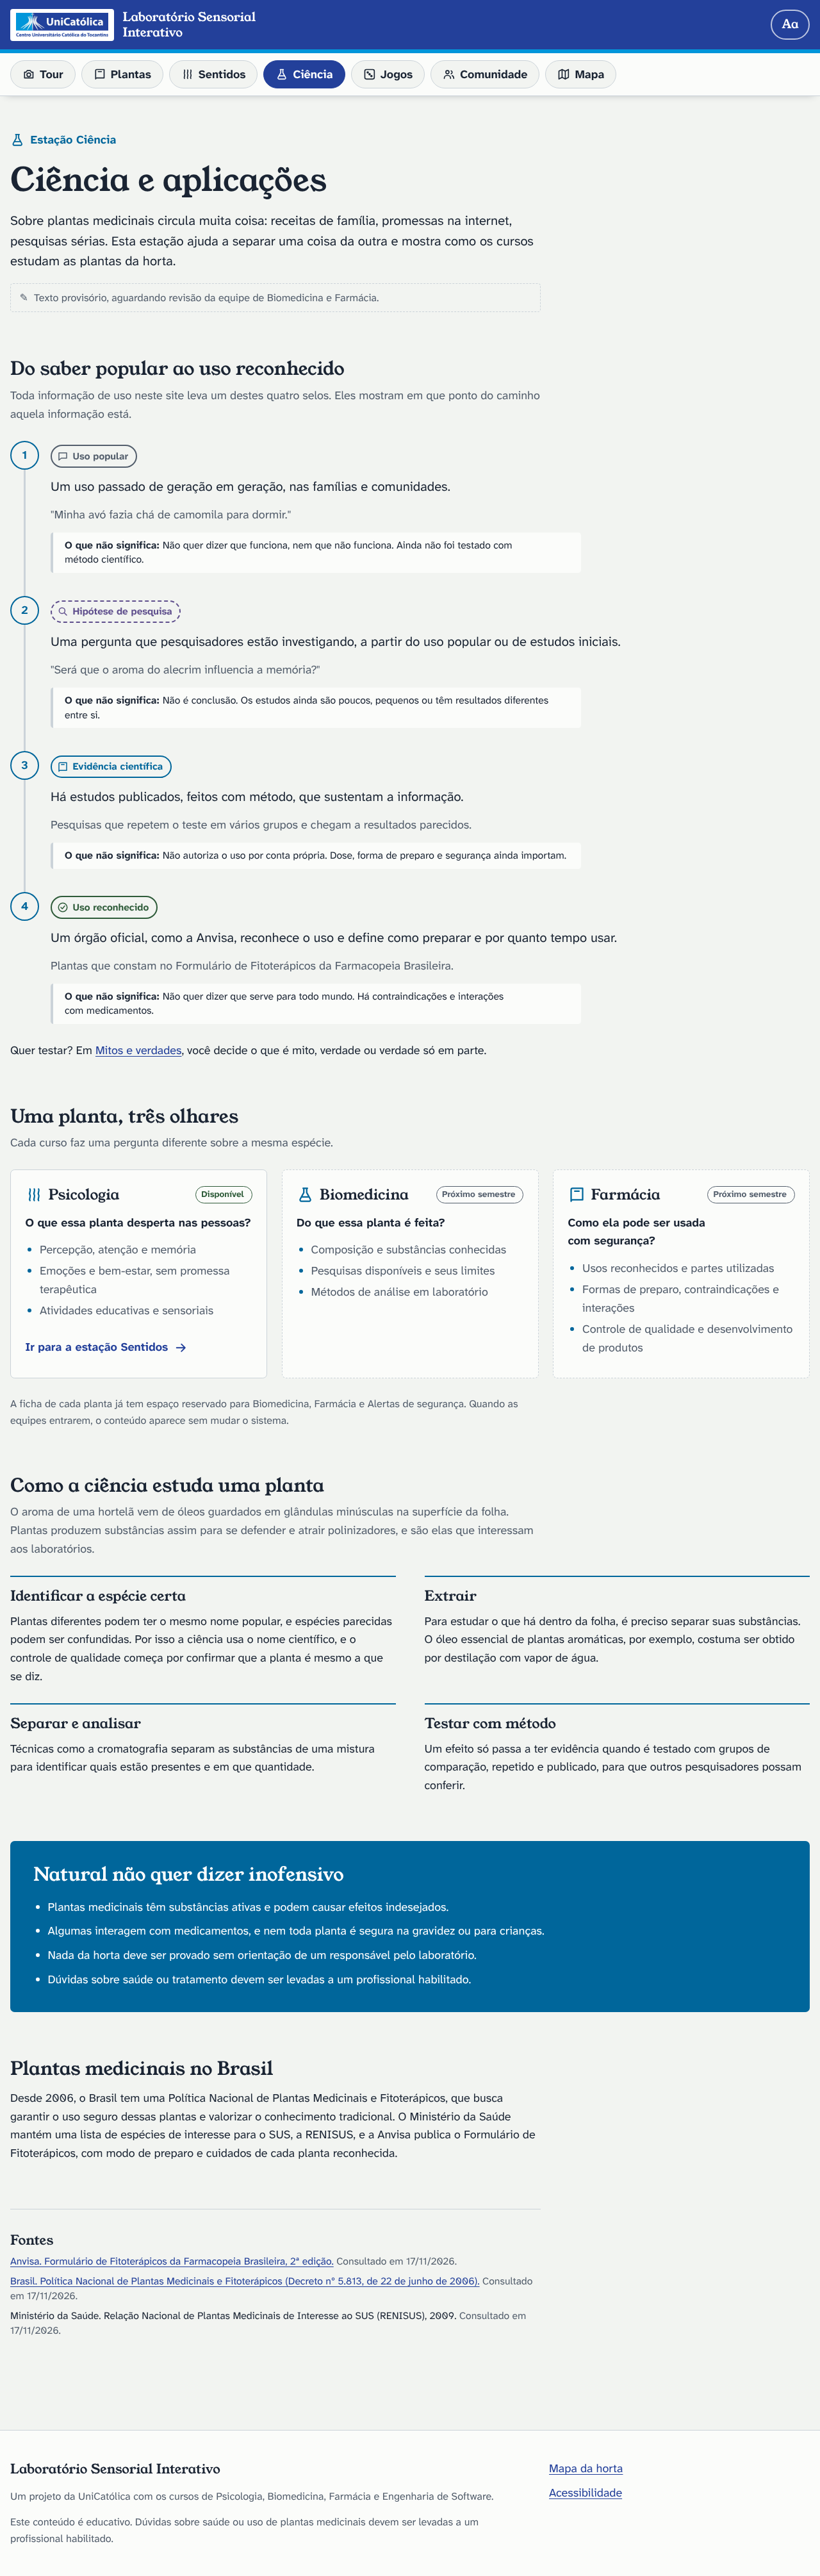 UniCatólica
Centro Universitário Católica do Tocantins
Laboratório Sensorial
Interativo
Aa
Tour
Plantas
Sentidos
Ciência
Jogos
Comunidade
Mapa
Estação Ciência
Ciência e aplicações
Sobre plantas medicinais circula muita coisa: receitas de família, promessas na internet,
pesquisas sérias. Esta estação ajuda a separar uma coisa da outra e mostra como os cursos
estudam as plantas da horta.
✎ Texto provisório, aguardando revisão da equipe de Biomedicina e Farmácia.
Do saber popular ao uso reconhecido
Toda informação de uso neste site leva um destes quatro selos. Eles mostram em que ponto do caminho
aquela informação está.
1
Uso popular
Um uso passado de geração em geração, nas famílias e comunidades.
"Minha avó fazia chá de camomila para dormir."
O que não significa: Não quer dizer que funciona, nem que não funciona. Ainda não foi testado com
método científico.
2
Hipótese de pesquisa
Uma pergunta que pesquisadores estão investigando, a partir do uso popular ou de estudos iniciais.
"Será que o aroma do alecrim influencia a memória?"
O que não significa: Não é conclusão. Os estudos ainda são poucos, pequenos ou têm resultados diferentes
entre si.
3
Evidência científica
Há estudos publicados, feitos com método, que sustentam a informação.
Pesquisas que repetem o teste em vários grupos e chegam a resultados parecidos.
O que não significa: Não autoriza o uso por conta própria. Dose, forma de preparo e segurança ainda importam.
4
Uso reconhecido
Um órgão oficial, como a Anvisa, reconhece o uso e define como preparar e por quanto tempo usar.
Plantas que constam no Formulário de Fitoterápicos da Farmacopeia Brasileira.
O que não significa: Não quer dizer que serve para todo mundo. Há contraindicações e interações
com medicamentos.
Quer testar? Em Mitos e verdades, você decide o que é mito, verdade ou verdade só em parte.
Uma planta, três olhares
Cada curso faz uma pergunta diferente sobre a mesma espécie.
Psicologia
Disponível
O que essa planta desperta nas pessoas?
Percepção, atenção e memória
Emoções e bem-estar, sem promessa
terapêutica
Atividades educativas e sensoriais
Ir para a estação Sentidos →
Biomedicina
Próximo semestre
Do que essa planta é feita?
Composição e substâncias conhecidas
Pesquisas disponíveis e seus limites
Métodos de análise em laboratório
Farmácia
Próximo semestre
Como ela pode ser usada
com segurança?
Usos reconhecidos e partes utilizadas
Formas de preparo, contraindicações e
interações
Controle de qualidade e desenvolvimento
de produtos
A ficha de cada planta já tem espaço reservado para Biomedicina, Farmácia e Alertas de segurança. Quando as
equipes entrarem, o conteúdo aparece sem mudar o sistema.
Como a ciência estuda uma planta
O aroma de uma hortelã vem de óleos guardados em glândulas minúsculas na superfície da folha.
Plantas produzem substâncias assim para se defender e atrair polinizadores, e são elas que interessam
aos laboratórios.
Identificar a espécie certa
Plantas diferentes podem ter o mesmo nome popular, e espécies parecidas
podem ser confundidas. Por isso a ciência usa o nome científico, e o
controle de qualidade começa por confirmar que a planta é mesmo a que
se diz.
Extrair
Para estudar o que há dentro da folha, é preciso separar suas substâncias.
O óleo essencial de plantas aromáticas, por exemplo, costuma ser obtido
por destilação com vapor de água.
Separar e analisar
Técnicas como a cromatografia separam as substâncias de uma mistura
para identificar quais estão presentes e em que quantidade.
Testar com método
Um efeito só passa a ter evidência quando é testado com grupos de
comparação, repetido e publicado, para que outros pesquisadores possam
conferir.
Natural não quer dizer inofensivo
Plantas medicinais têm substâncias ativas e podem causar efeitos indesejados.
Algumas interagem com medicamentos, e nem toda planta é segura na gravidez ou para crianças.
Nada da horta deve ser provado sem orientação de um responsável pelo laboratório.
Dúvidas sobre saúde ou tratamento devem ser levadas a um profissional habilitado.
Plantas medicinais no Brasil
Desde 2006, o Brasil tem uma Política Nacional de Plantas Medicinais e Fitoterápicos, que busca
garantir o uso seguro dessas plantas e valorizar o conhecimento tradicional. O Ministério da Saúde
mantém uma lista de espécies de interesse para o SUS, a RENISUS, e a Anvisa publica o Formulário de
Fitoterápicos, com modo de preparo e cuidados de cada planta reconhecida.
Fontes
Anvisa. Formulário de Fitoterápicos da Farmacopeia Brasileira, 2ª edição. Consultado em 17/11/2026.
Brasil. Política Nacional de Plantas Medicinais e Fitoterápicos (Decreto nº 5.813, de 22 de junho de 2006). Consultado
em 17/11/2026.
Ministério da Saúde. Relação Nacional de Plantas Medicinais de Interesse ao SUS (RENISUS), 2009. Consultado em
17/11/2026.
Laboratório Sensorial Interativo
Um projeto da UniCatólica com os cursos de Psicologia, Biomedicina, Farmácia e Engenharia de Software.
Este conteúdo é educativo. Dúvidas sobre saúde ou uso de plantas medicinais devem ser levadas a um
profissional habilitado.
Mapa da horta
Acessibilidade